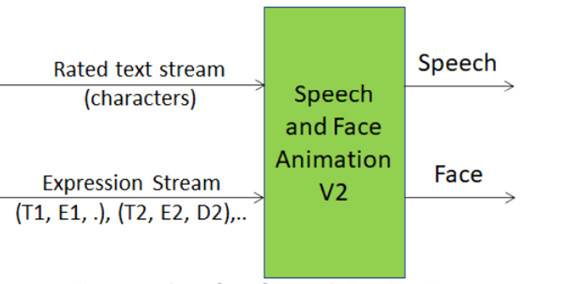 Rated text stream
(characters)
Expression Stream
(T1, E1, .), (T2, E2, D2),..
Speech
and Face
Animation
V2
Speech
Face